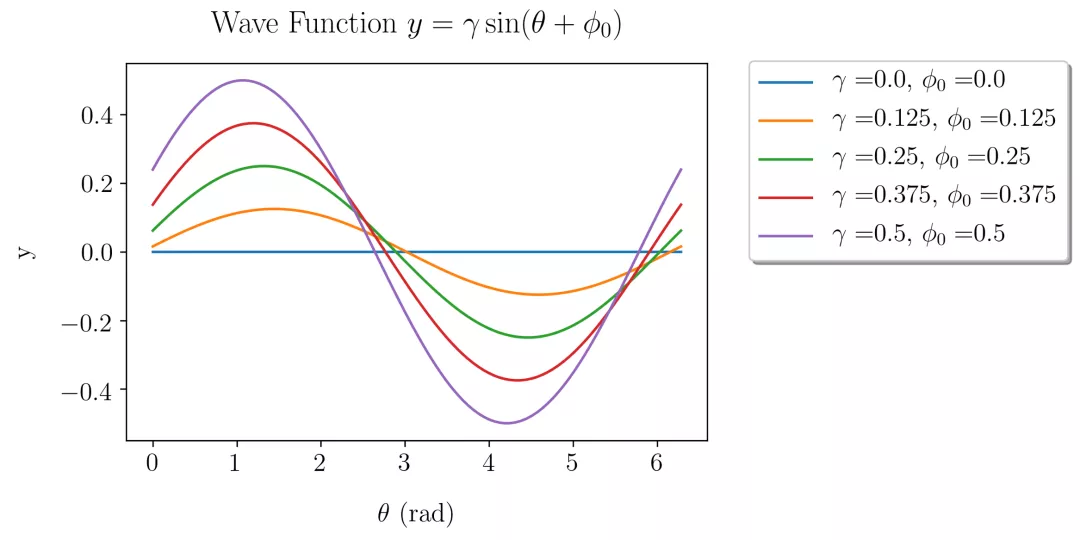 Wave Function y = γ sin(θ + ϕ₀)
γ =0.0, ϕ₀ =0.0
γ =0.125, ϕ₀ =0.125
γ =0.25, ϕ₀ =0.25
γ =0.375, ϕ₀ =0.375
γ =0.5, ϕ₀ =0.5
y
0.4
0.2
0.0
−0.2
−0.4
0 1 2 3 4 5 6
θ (rad)